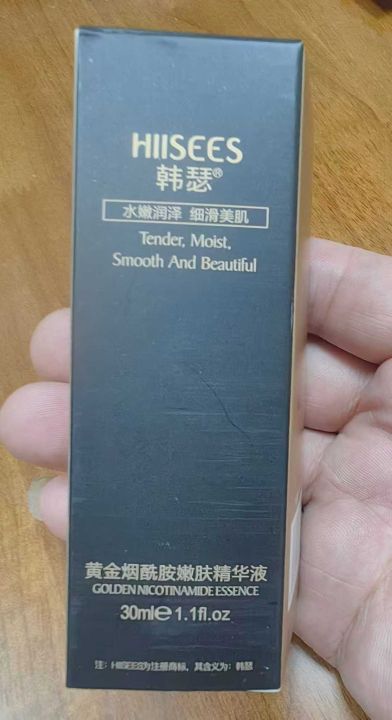 HIISEES
韩瑟®
水嫩润泽 细滑美肌
Tender, Moist,
Smooth And Beautiful
黄金烟酰胺嫩肤精华液
GOLDEN NICOTINAMIDE ESSENCE
30ml℮1.1fl.oz
注：HIISEES为注册商标，其含义为：韩瑟